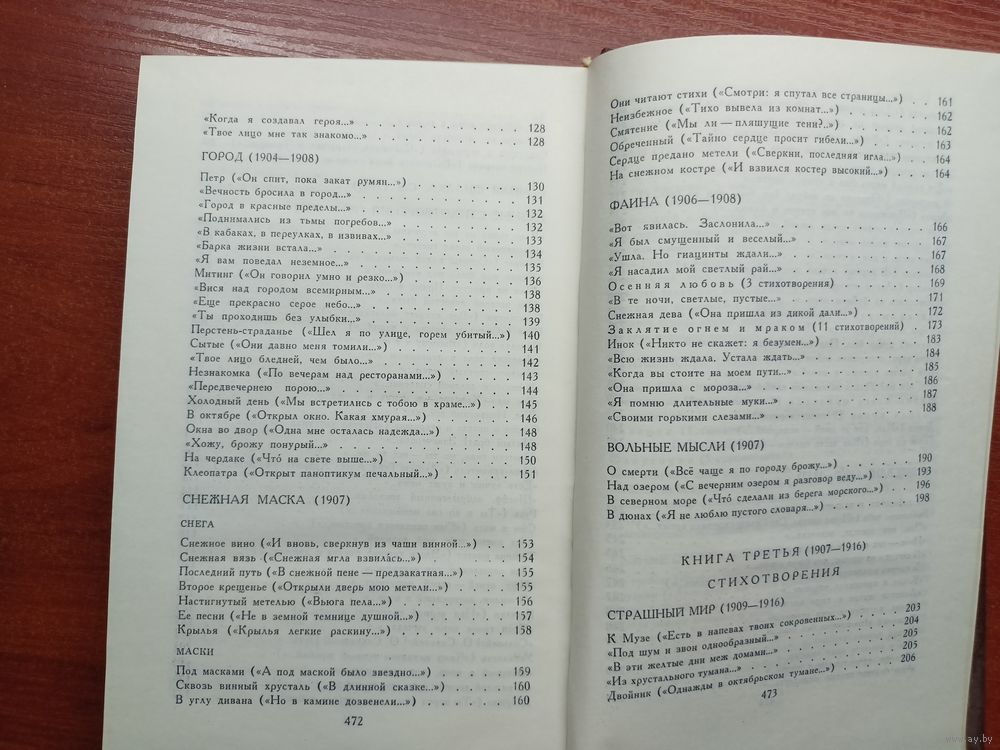 «Когда я создавал героя...» . . . . . . . . . . . 128
«Твое лицо мне так знакомо...» . . . . . . . . . . 128
ГОРОД (1904—1908)
Петр («Он спит, пока закат румян...») . . . . . . . 130
«Вечность бросила в город...» . . . . . . . . . . 131
«Город в красные пределы...» . . . . . . . . . . 132
«Поднимались из тьмы погребов...» . . . . . . . . 132
«В кабаках, в переулках, в извивах...» . . . . . . . 133
«Барка жизни встала...» . . . . . . . . . . . . 134
«Я вам поведал неземное...» . . . . . . . . . . 135
Митинг («Он говорил умно и резко...») . . . . . . . 136
«Вися над городом всемирным...» . . . . . . . . . 138
«Еще прекрасно серое небо...» . . . . . . . . . . 138
«Ты проходишь без улыбки...» . . . . . . . . . . 139
Перстень-страданье («Шел я по улице, горем убитый...») 140
Сытые («Они давно меня томили...») . . . . . . . . 141
«Твое лицо бледней, чем было...» . . . . . . . . . 142
Незнакомка («По вечерам над ресторанами...») . . . . . 143
«Передвечернею порою...» . . . . . . . . . . . 144
Холодный день («Мы встретились с тобою в храме...») . . 145
В октябре («Открыл окно. Какая хмурая...») . . . . . . 146
Окна во двор («Одна мне осталась надежда...») . . . . . 148
«Хожу, брожу понурый...» . . . . . . . . . . . 148
На чердаке («Что́ на свете выше...») . . . . . . . . 150
Клеопатра («Открыт паноптикум печальный...») . . . . . 151
СНЕЖНАЯ МАСКА (1907)
СНЕГА
Снежное вино («И вновь, сверкнув из чаши винной...») . . 153
Снежная вязь («Снежная мгла взвила́сь...») . . . . . . 154
Последний путь («В снежной пене — предзакатная...») . . . 155
Второе крещенье («Открыли дверь мою метели...») . . . . 155
Настигнутый метелью («Вьюга пела...») . . . . . . . 156
Ее песни («Не в земной темнице душной...») . . . . . . 157
Крылья («Крылья легкие раскину...») . . . . . . . . 158
МАСКИ
Под масками («А под маской было звездно...») . . . . . 159
Сквозь винный хрусталь («В длинной сказке...») . . . . 160
В углу дивана («Но в камине дозвенели...») . . . . . . 160
472
Они читают стихи («Смотри: я спутал все страницы...») . . 161
Неизбежное («Тихо вывела из комнат...») . . . . . . . 162
Смятение («Мы ли — пляшущие тени?..») . . . . . . . 162
Обреченный («Тайно сердце просит гибели...») . . . . . 163
Сердце предано метели («Сверкни, последняя игла...») . . 164
На снежном костре («И взвился костер высокий...») . . . 164
ФАИНА (1906—1908)
«Вот явилась. Заслонила...» . . . . . . . . . . . 166
«Я был смущенный и веселый...» . . . . . . . . . 167
«Ушла. Но гиацинты ждали...» . . . . . . . . . . 167
«Я насадил мой светлый рай...» . . . . . . . . . . 168
Осенняя любовь (3 стихотворения) . . . . . . . 169
«В те ночи, светлые, пустые...» . . . . . . . . . . 171
Снежная дева («Она пришла из дикой дали...») . . . . . 172
Заклятие огнем и мраком (11 стихотворений) . 173
Инок («Никто не скажет: я безумен...») . . . . . . . 183
«Всю жизнь ждала. Устала ждать...» . . . . . . . . 184
«Когда вы стоите на моем пути...» . . . . . . . . . 185
«Она пришла с мороза...» . . . . . . . . . . . . 186
«Я помню длительные муки...» . . . . . . . . . . 187
«Своими горькими слезами...» . . . . . . . . . . 188
ВОЛЬНЫЕ МЫСЛИ (1907)
О смерти («Всё чаще я по городу брожу...») . . . . . . 190
Над озером («С вечерним озером я разговор веду...») . . . 193
В северном море («Что́ сделали из берега морского...») . . 196
В дюнах («Я не люблю пустого словаря...») . . . . . . 198
КНИГА ТРЕТЬЯ (1907—1916)
СТИХОТВОРЕНИЯ
СТРАШНЫЙ МИР (1909—1916)
К Музе («Есть в напевах твоих сокровенных...») . . . . 203
«Под шум и звон однообразный...» . . . . . . . . . 204
«В эти желтые дни меж домами...» . . . . . . . . . 205
«Из хрустального тумана...» . . . . . . . . . . . 205
Двойник («Однажды в октябрьском тумане...») . . . . . 206
473
www.ay.by